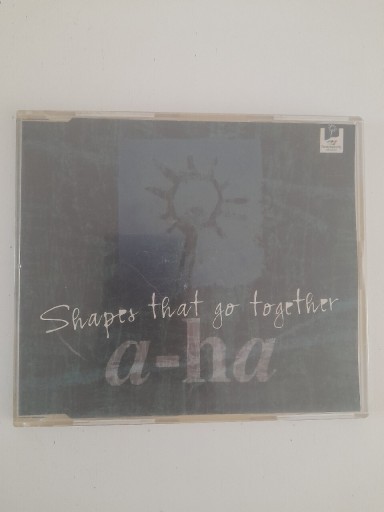 Shapes that go together
a-ha